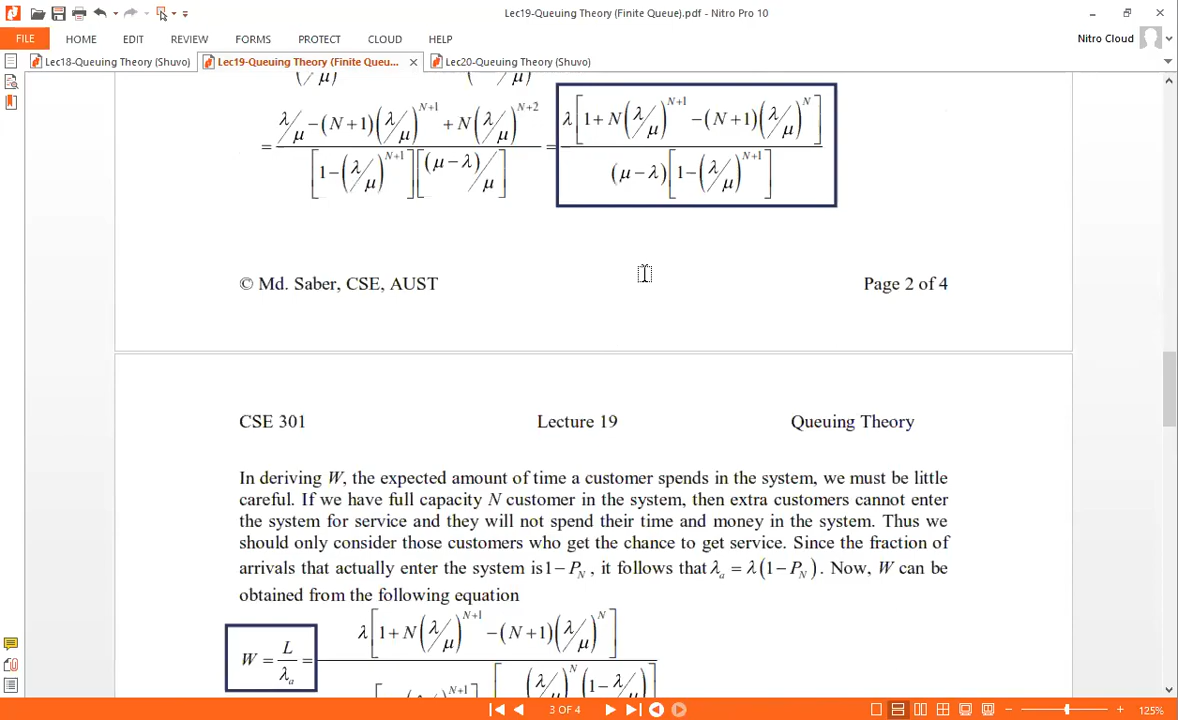 Lec19-Queuing Theory (Finite Queue).pdf - Nitro Pro 10
FILE HOME EDIT REVIEW FORMS PROTECT CLOUD HELP
Nitro Cloud
Lec18-Queuing Theory (Shuvo)
Lec19-Queuing Theory (Finite Queu...
Lec20-Queuing Theory (Shuvo)
= (λ/μ − (N+1)(λ/μ)^{N+1} + N(λ/μ)^{N+2}) / ([1 − (λ/μ)^{N+1}][(μ − λ)/μ]) = λ[1 + N(λ/μ)^{N+1} − (N+1)(λ/μ)^N] / ((μ − λ)[1 − (λ/μ)^{N+1}])
© Md. Saber, CSE, AUST Page 2 of 4
CSE 301 Lecture 19 Queuing Theory
In deriving W, the expected amount of time a customer spends in the system, we must be little
careful. If we have full capacity N customer in the system, then extra customers cannot enter
the system for service and they will not spend their time and money in the system. Thus we
should only consider those customers who get the chance to get service. Since the fraction of
arrivals that actually enter the system is 1 − P_N, it follows that λ_a = λ(1 − P_N). Now, W can be
obtained from the following equation
W = L/λ_a = λ[1 + N(λ/μ)^{N+1} − (N+1)(λ/μ)^N]
(λ/μ)^N (1 − λ/μ)
3 OF 4
125%